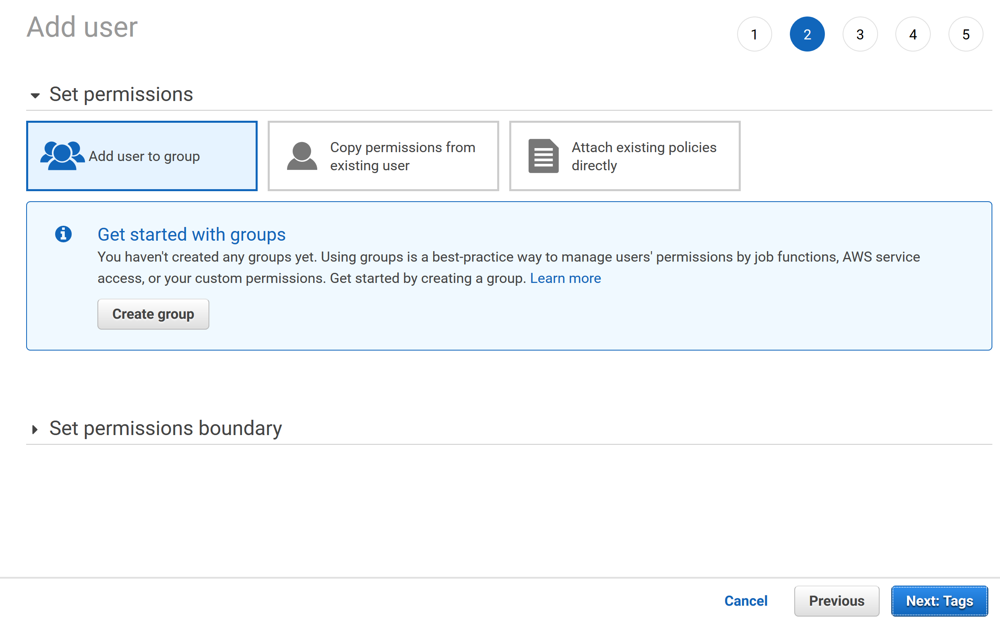 Add user
1 2 3 4 5
Set permissions
Add user to group
Copy permissions from
existing user
Attach existing policies
directly
Get started with groups
You haven't created any groups yet. Using groups is a best-practice way to manage users' permissions by job functions, AWS service
access, or your custom permissions. Get started by creating a group. Learn more
Create group
Set permissions boundary
Cancel Previous Next: Tags